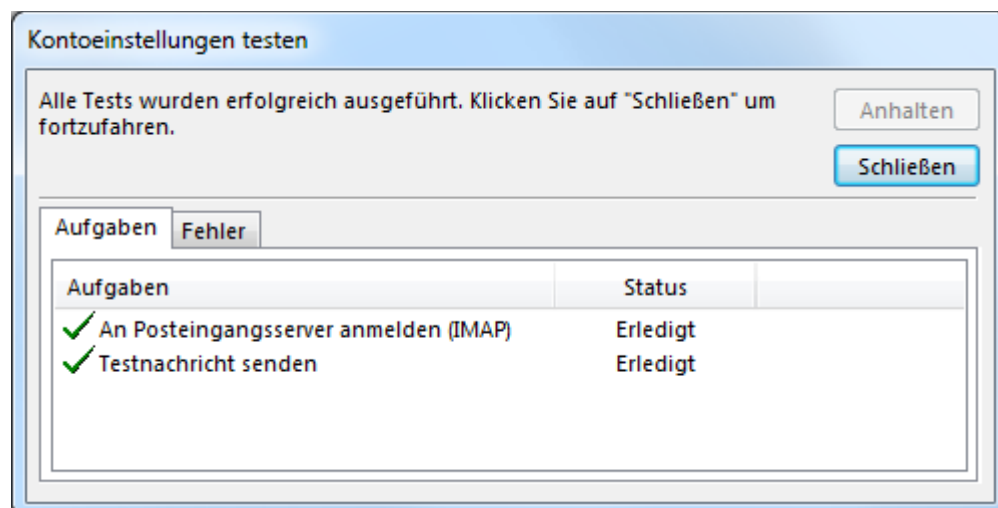 Kontoeinstellungen testen
Alle Tests wurden erfolgreich ausgeführt. Klicken Sie auf "Schließen" um
fortzufahren.
Anhalten
Schließen
Aufgaben Fehler
Aufgaben Status
An Posteingangsserver anmelden (IMAP) Erledigt
Testnachricht senden Erledigt